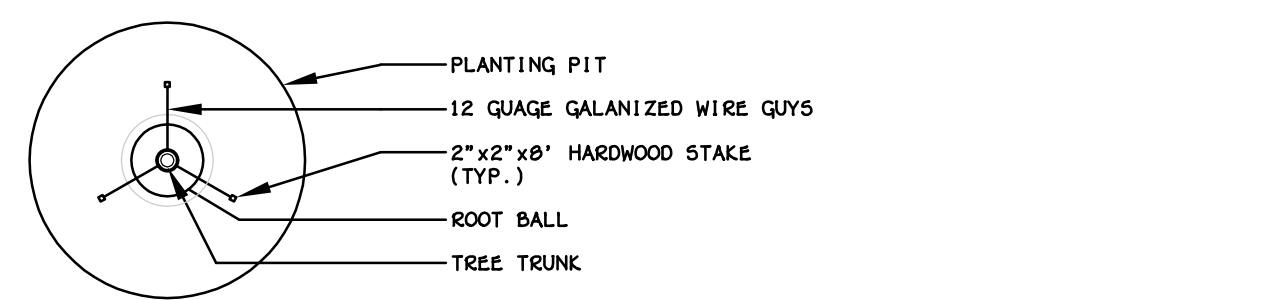 PLANTING PIT
12 GUAGE GALANIZED WIRE GUYS
2"x2"x8' HARDWOOD STAKE
(TYP.)
ROOT BALL
TREE TRUNK